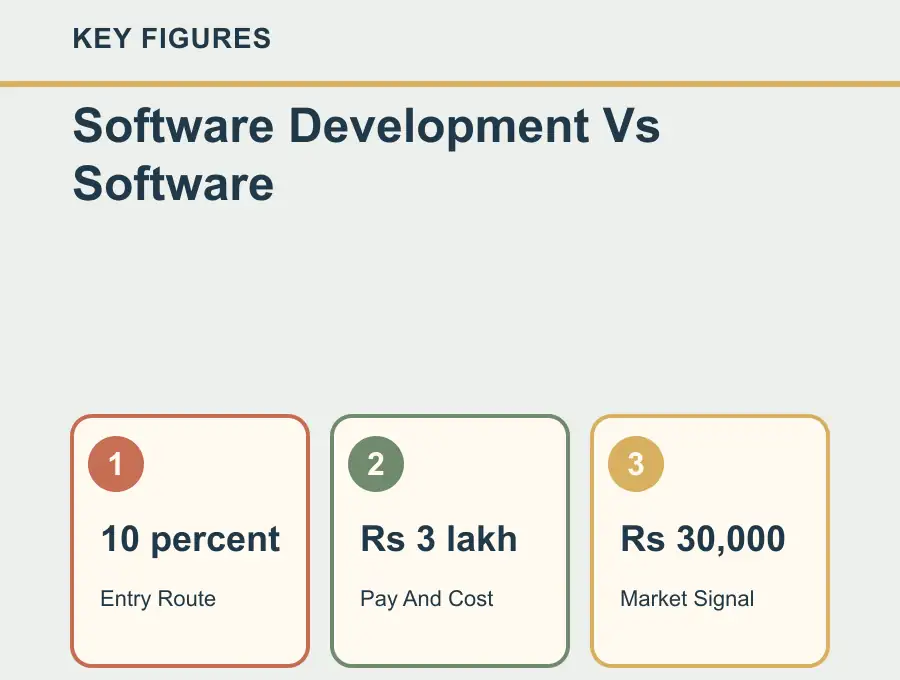 KEY FIGURES
Software Development Vs
Software
1
10 percent
Entry Route
2
Rs 3 lakh
Pay And Cost
3
Rs 30,000
Market Signal